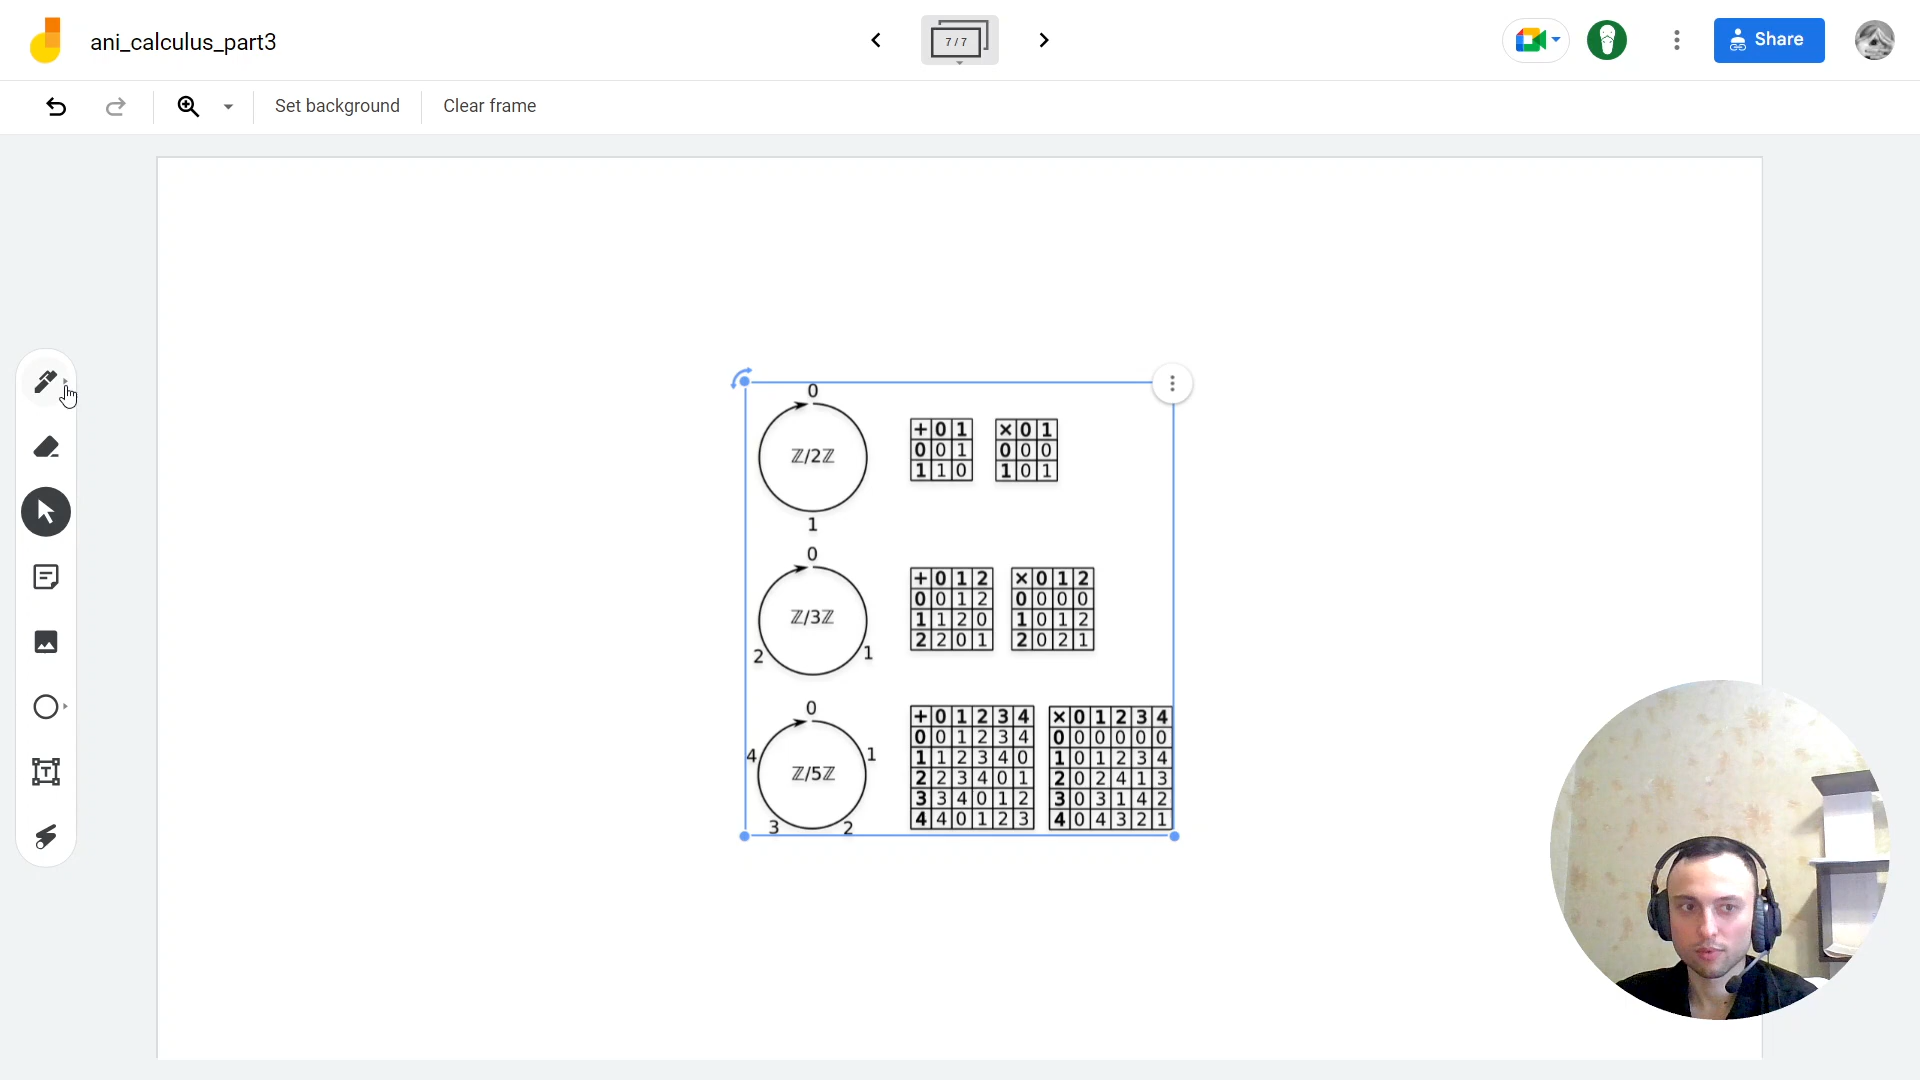 ani_calculus_part3
7 / 7
Share
Set background
Clear frame
0
ℤ/2ℤ
1
+ 0 1
0 0 1
1 1 0
× 0 1
0 0 0
1 0 1
0
ℤ/3ℤ
2 1
+ 0 1 2
0 0 1 2
1 1 2 0
2 2 0 1
× 0 1 2
0 0 0 0
1 0 1 2
2 0 2 1
0
4 1
ℤ/5ℤ
3 2
+ 0 1 2 3 4
0 0 1 2 3 4
1 1 2 3 4 0
2 2 3 4 0 1
3 3 4 0 1 2
4 4 0 1 2 3
× 0 1 2 3 4
0 0 0 0 0 0
1 0 1 2 3 4
2 0 2 4 1 3
3 0 3 1 4 2
4 0 4 3 2 1
T